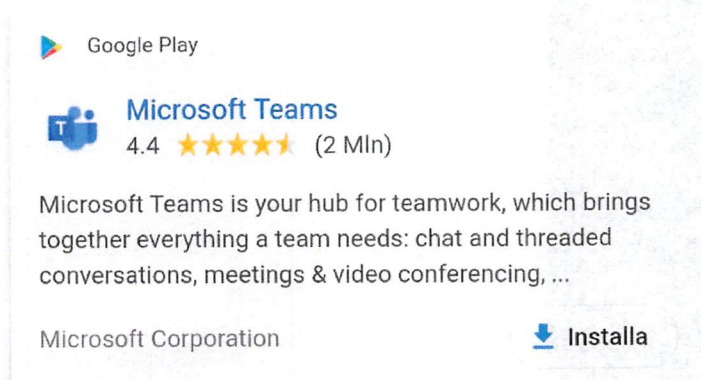 Google Play
Microsoft Teams
4.4 (2 Mln)
Microsoft Teams is your hub for teamwork, which brings
together everything a team needs: chat and threaded
conversations, meetings & video conferencing, ...
Microsoft Corporation Installa